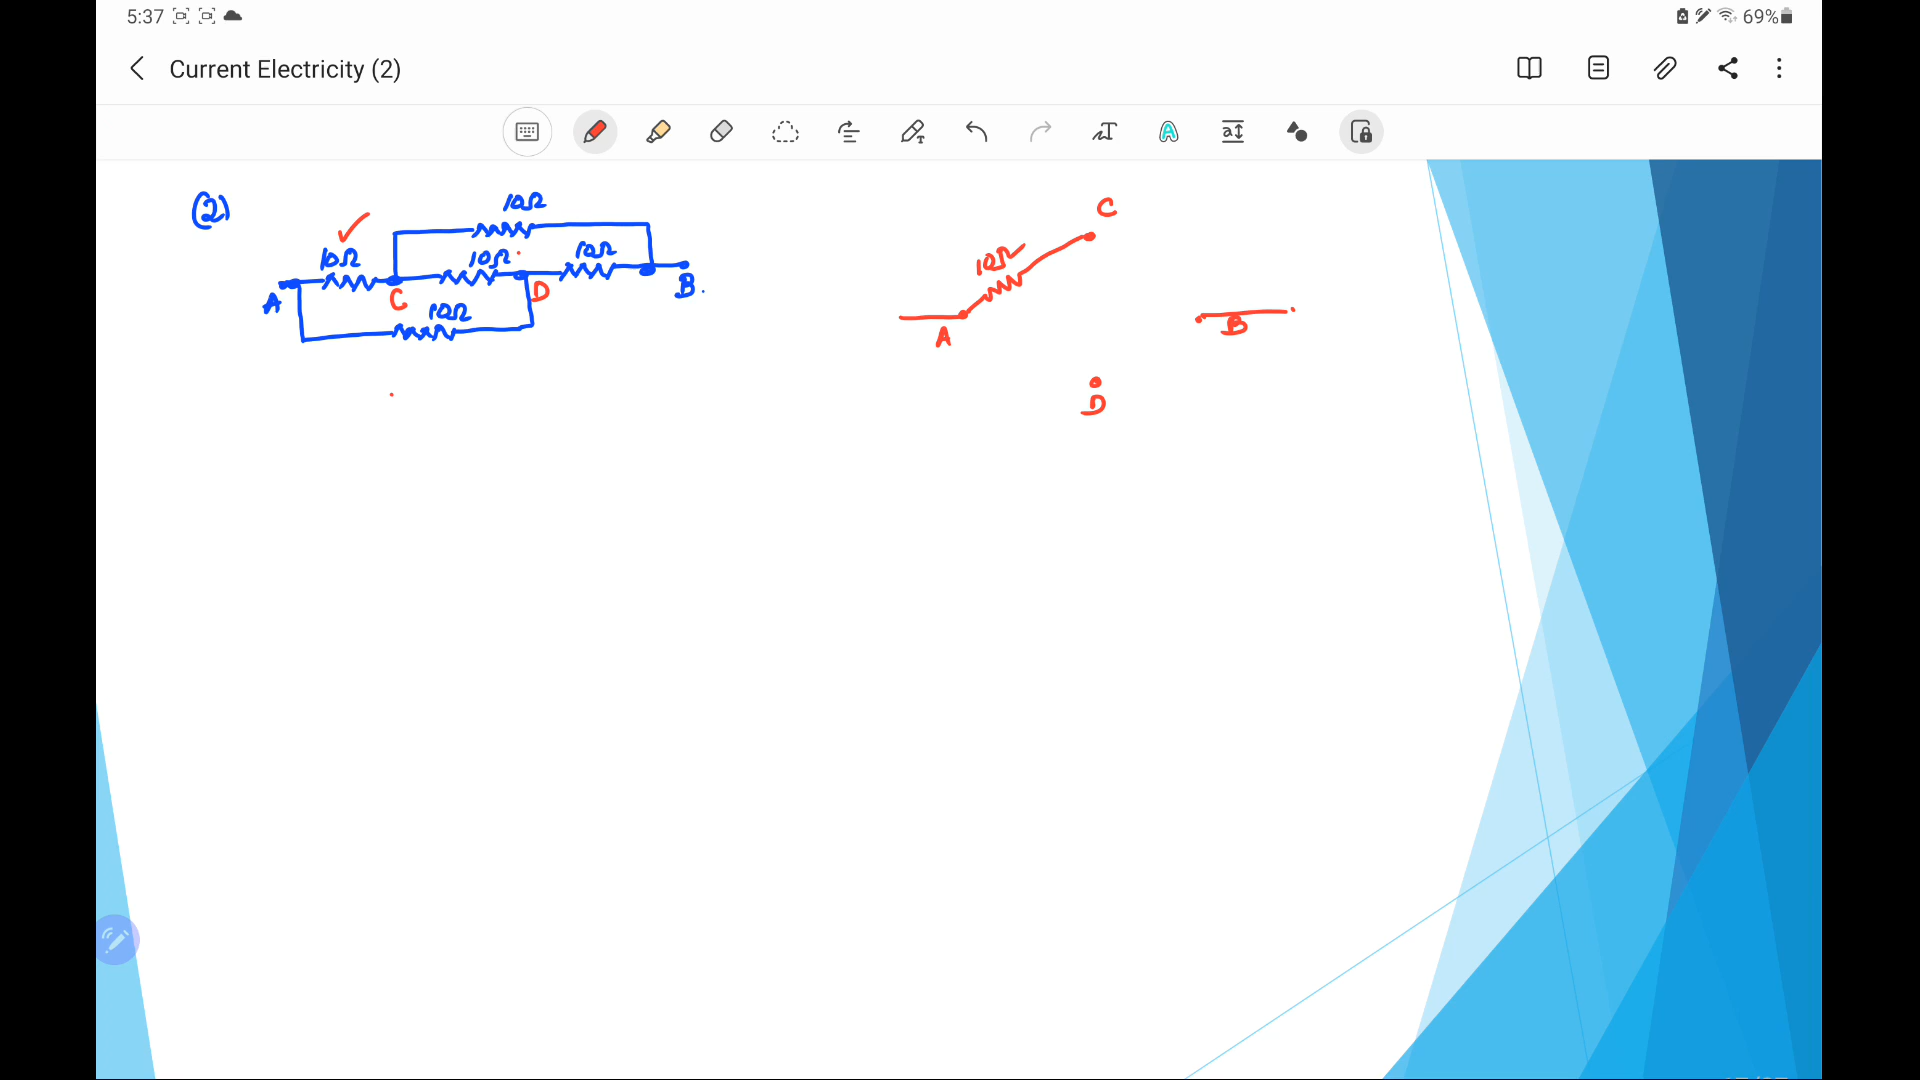 5:37 69%
Current Electricity (2)
(2)
10Ω
10Ω 10Ω 10Ω
A C D B
10Ω
C
10Ω
A B
D